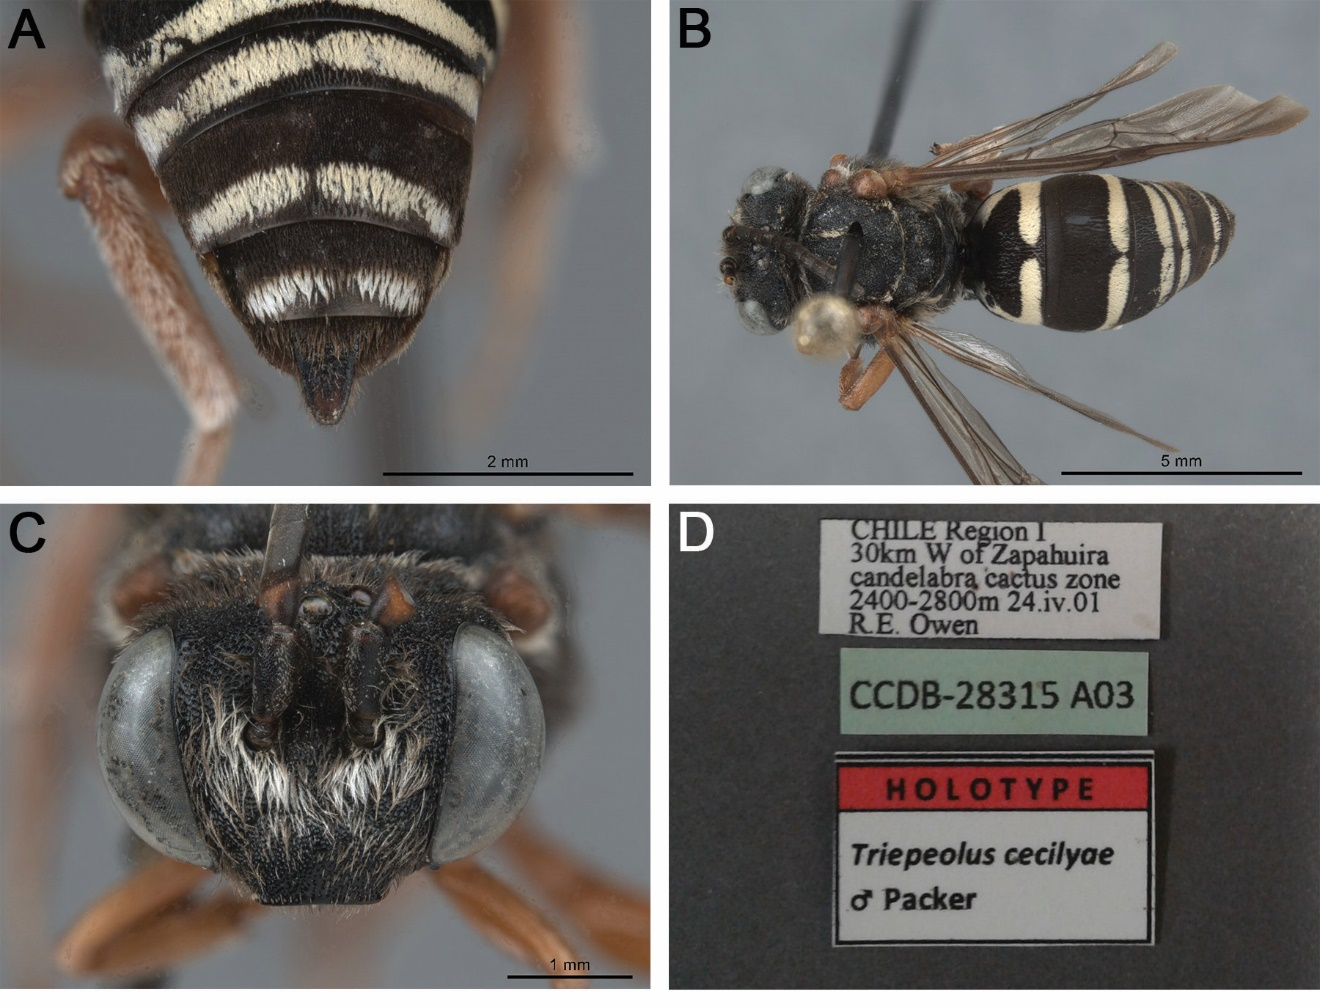 A
2 mm
B
5 mm
C
1 mm
D
CHILE Region I
30km W of Zapahuira
candelabra cactus zone
2400-2800m 24.iv.01
R.E. Owen
CCDB-28315 A03
HOLOTYPE
Triepeolus cecilyae
♂ Packer